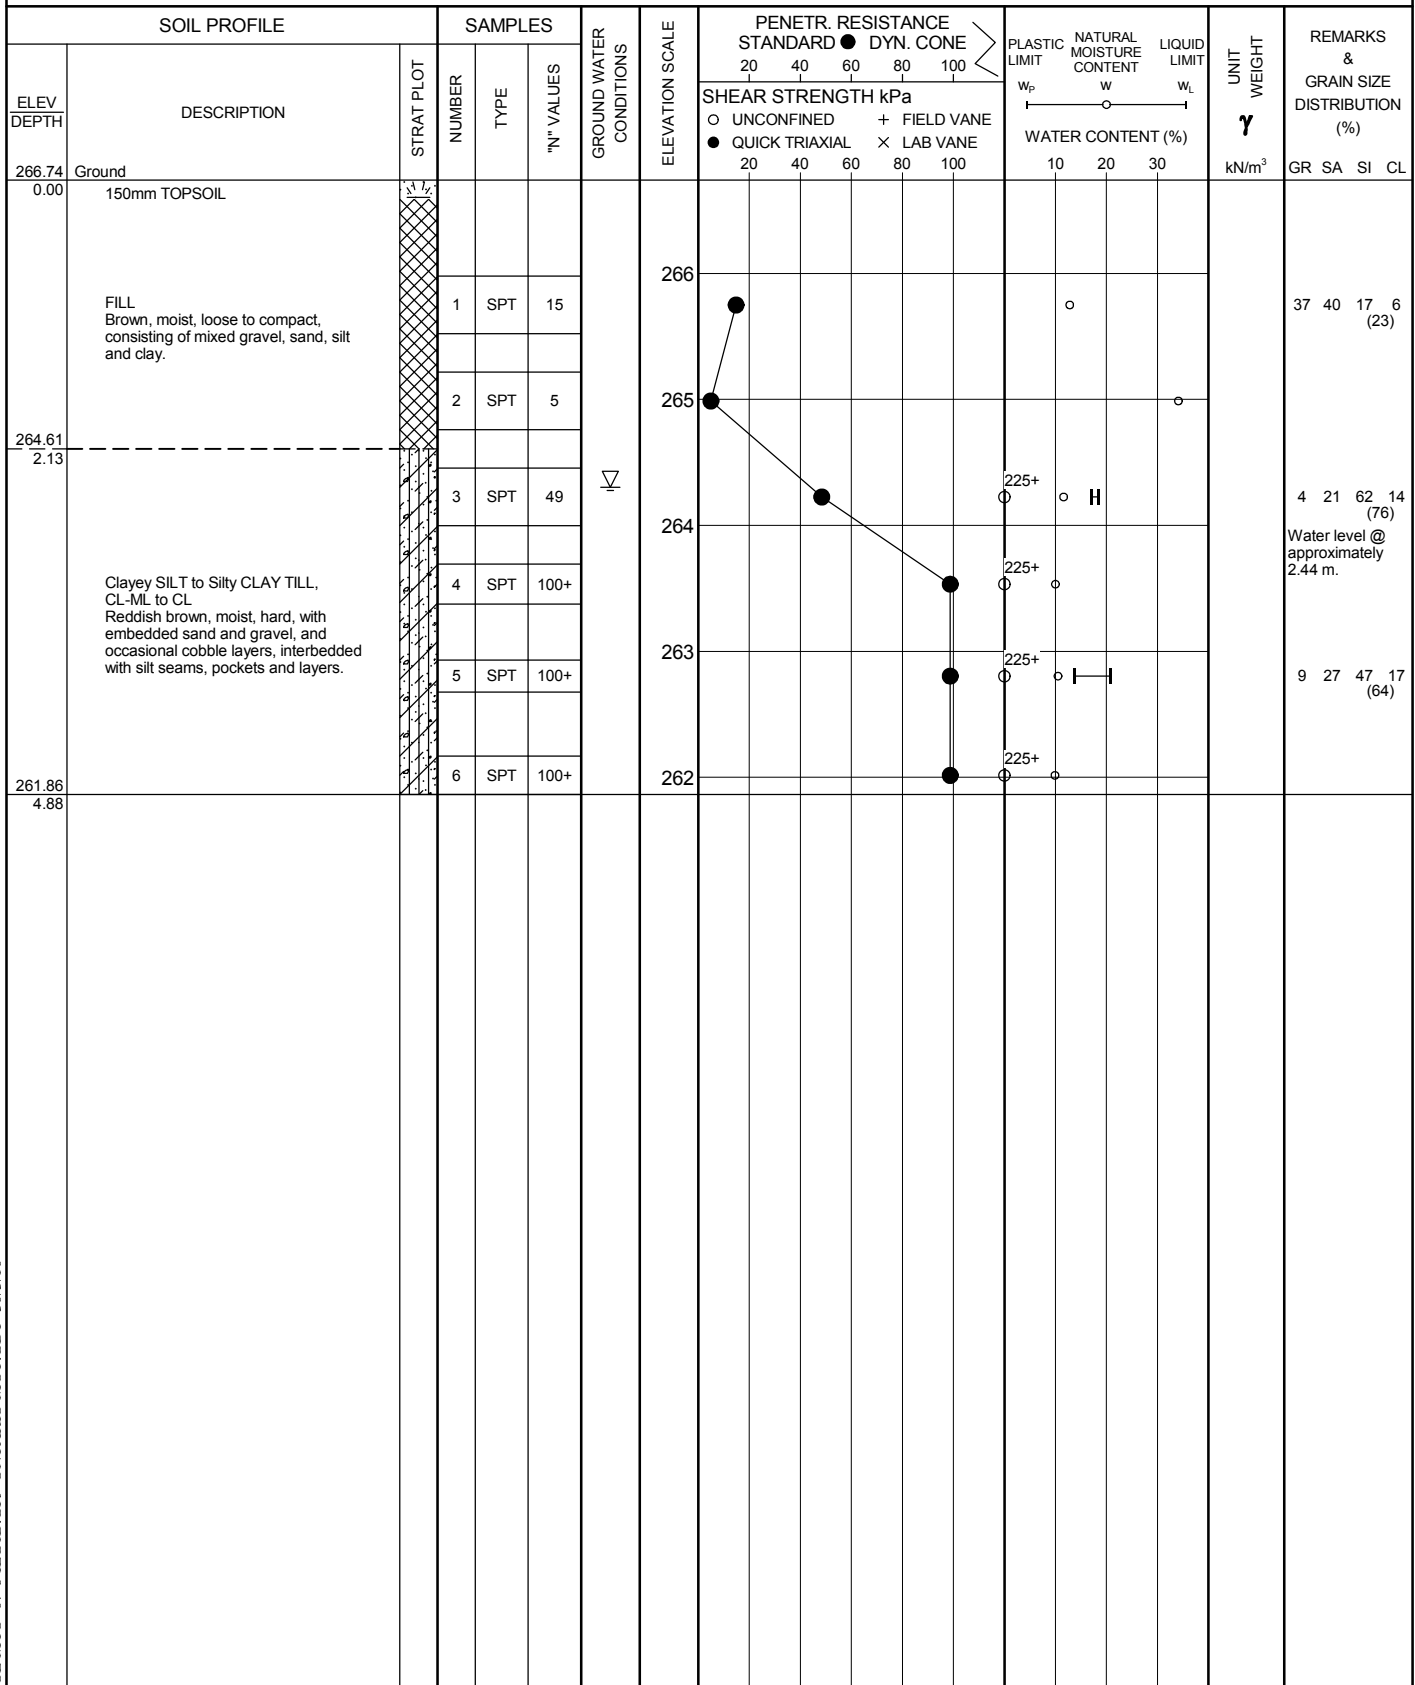 SOIL PROFILE
SAMPLES
GROUND WATER
CONDITIONS
ELEVATION SCALE
PENETR. RESISTANCE
STANDARD ● DYN. CONE
20 40 60 80 100
SHEAR STRENGTH kPa
○ UNCONFINED + FIELD VANE
● QUICK TRIAXIAL × LAB VANE
20 40 60 80 100
PLASTIC
LIMIT
NATURAL
MOISTURE
CONTENT
LIQUID
LIMIT
wP w wL
WATER CONTENT (%)
10 20 30
UNIT
WEIGHT
γ
kN/m³
REMARKS
&
GRAIN SIZE
DISTRIBUTION
(%)
GR SA SI CL
ELEV
DEPTH
DESCRIPTION
STRAT PLOT
NUMBER
TYPE
"N" VALUES
266.74 Ground
0.00 150mm TOPSOIL
266
FILL
Brown, moist, loose to compact,
consisting of mixed gravel, sand, silt
and clay.
1 SPT 15
37 40 17 6
(23)
2 SPT 5
265
264.61
2.13
3 SPT 49
225+
4 21 62 14
(76)
264
Water level @
approximately
2.44 m.
Clayey SILT to Silty CLAY TILL,
CL-ML to CL
Reddish brown, moist, hard, with
embedded sand and gravel, and
occasional cobble layers, interbedded
with silt seams, pockets and layers.
4 SPT 100+
225+
263
5 SPT 100+
225+
9 27 47 17
(64)
6 SPT 100+
225+
262
261.86
4.88